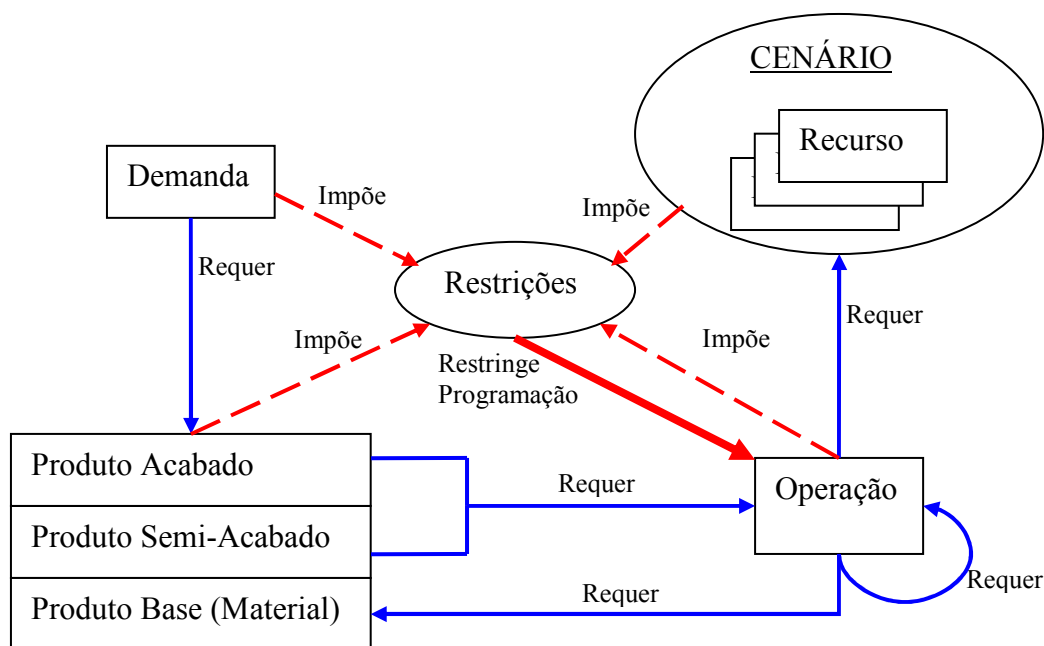 CENÁRIO
Recurso
Demanda
Impõe
Impõe
Requer
Restrições
Requer
Impõe
Impõe
Restringe
Programação
Produto Acabado
Requer
Operação
Produto Semi-Acabado
Requer
Requer
Produto Base (Material)